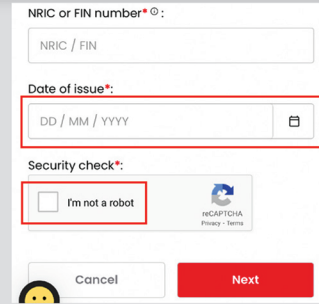 NRIC or FIN number* ⓘ :
NRIC / FIN
Date of issue*:
DD / MM / YYYY
Security check*:
I'm not a robot
reCAPTCHA
Privacy - Terms
Cancel
Next